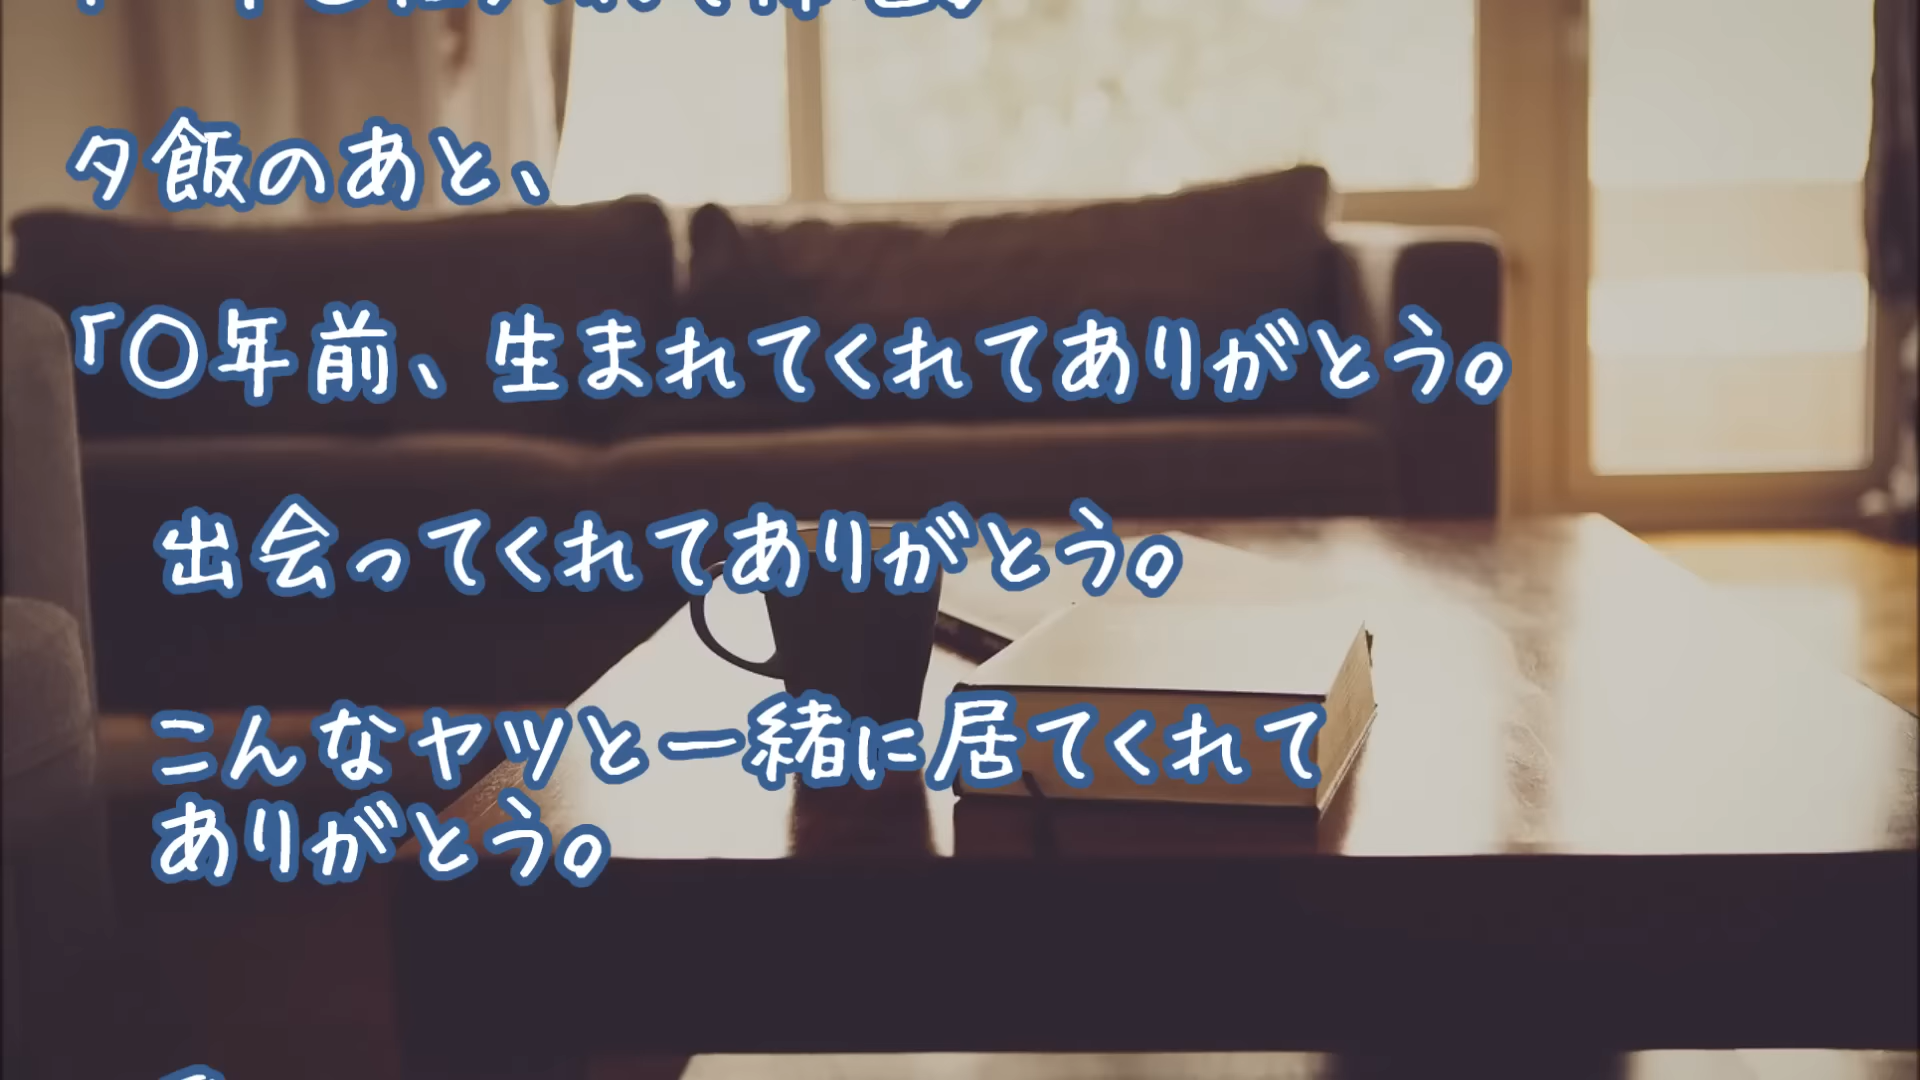 夕飯のあと、
「〇年前、生まれてくれてありがとう。
出会ってくれてありがとう。
こんなヤツと一緒に居てくれて
ありがとう。